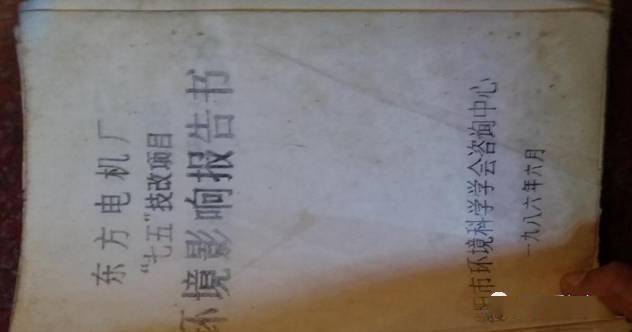 东方电机厂
“七五”技改项目
环境影响报告书
阳市环境科学学会咨询中心
一九八六年六月